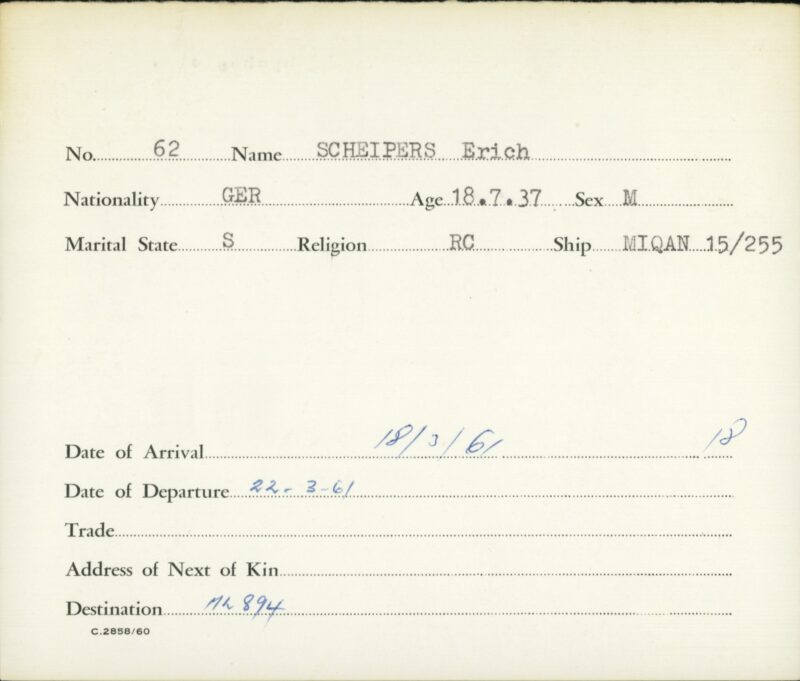 No. 62 Name SCHEIPERS Erich
Nationality GER Age 18.7.37 Sex M
Marital State S Religion RC Ship MIQAN 15/255
Date of Arrival 18/3/61 18
Date of Departure 22-3-61
Trade
Address of Next of Kin
Destination ML 894
C.2858/60